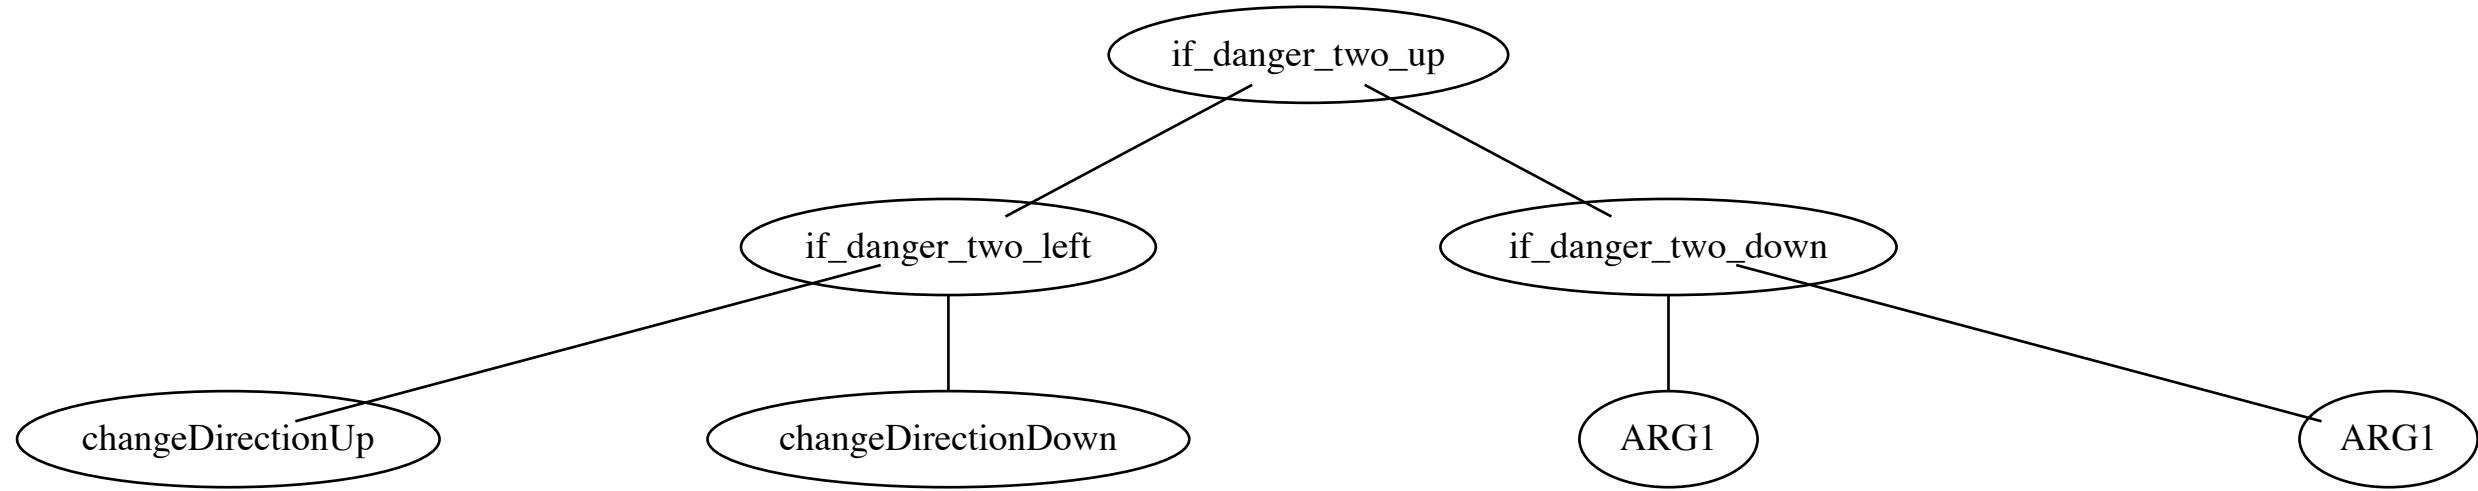 if_danger_two_up
if_danger_two_left
if_danger_two_down
changeDirectionUp
changeDirectionDown
ARG1
ARG1